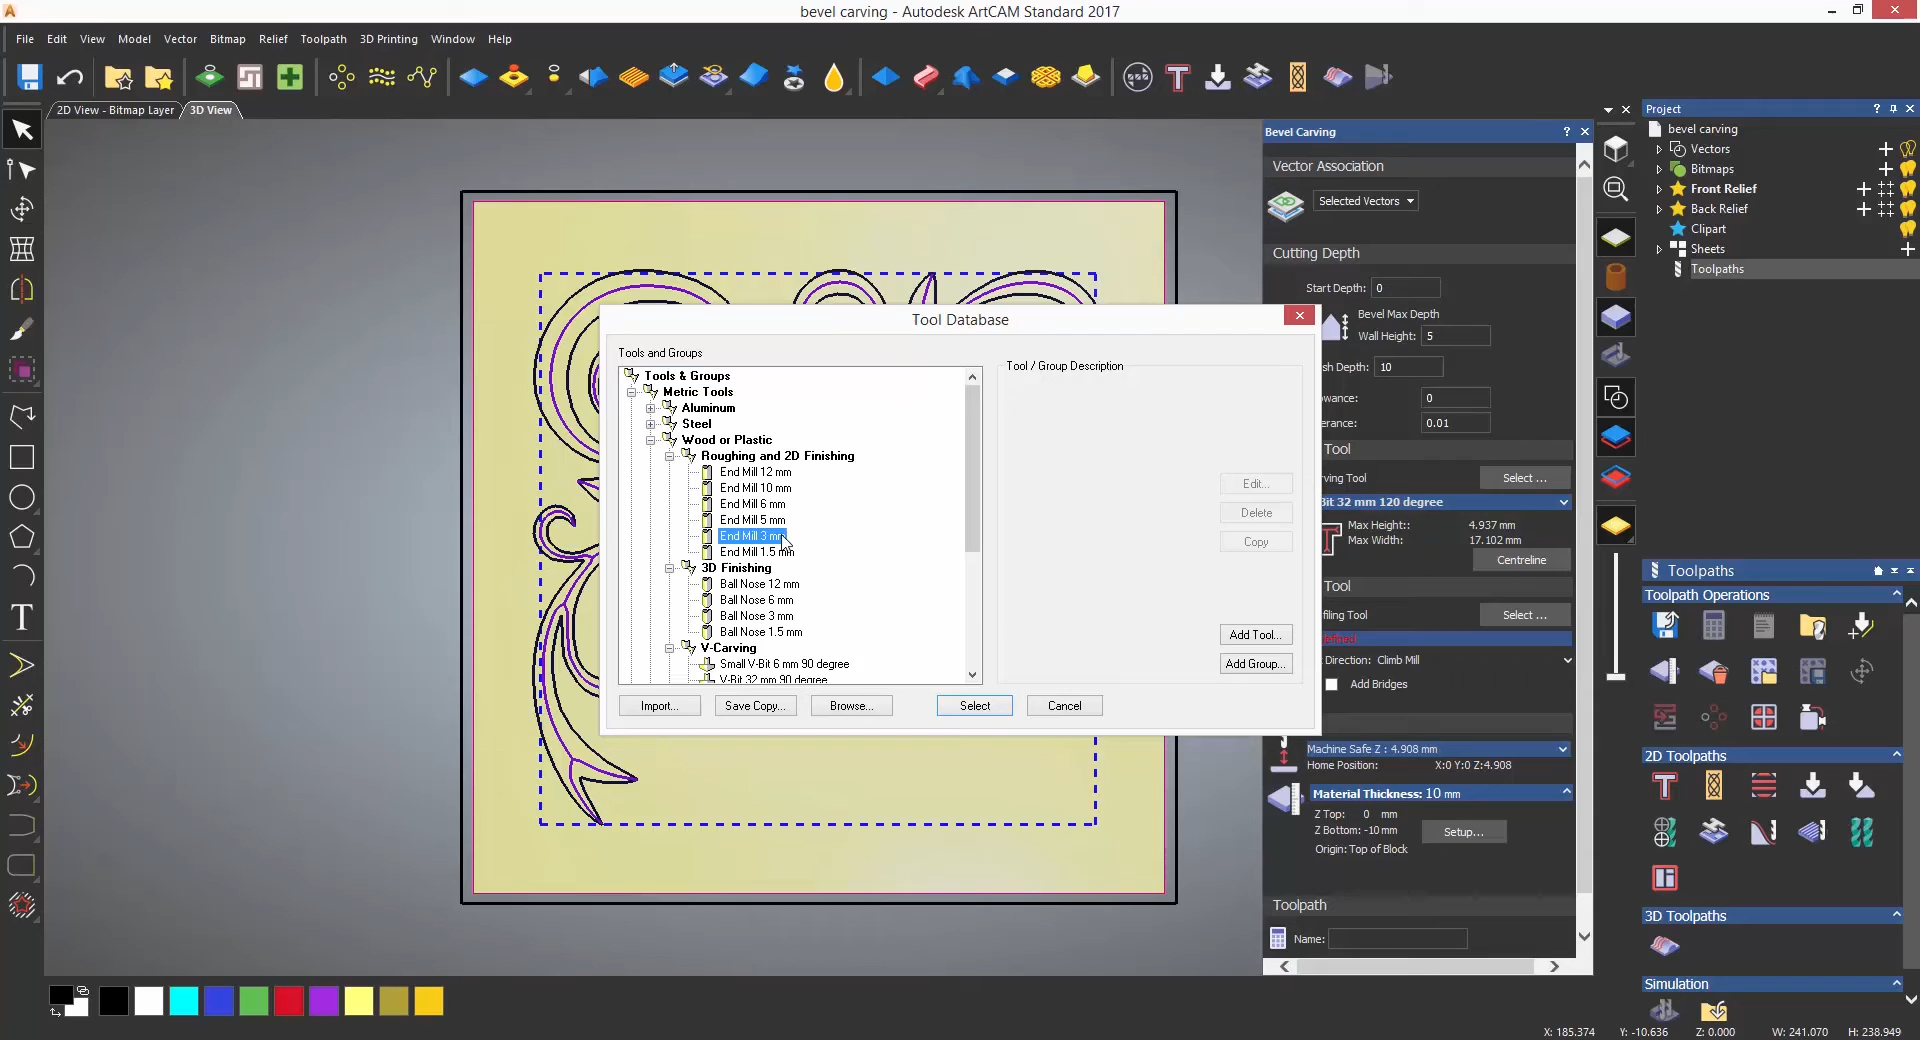 bevel carving - Autodesk ArtCAM Standard 2017
File Edit View Model Vector Bitmap Relief Toolpath 3D Printing Window Help
2D View - Bitmap Layer
3D View
Bevel Carving
Vector Association
Selected Vectors
Cutting Depth
Start Depth: 0
Bevel Max Depth
Wall Height: 5
sh Depth: 10
owance: 0
erance: 0.01
Tool
rving Tool Select ...
Bit 32 mm 120 degree
Max Height:: 4.937 mm
Max Width: 17.102 mm
Centreline
Tool
filing Tool Select ...
efined
t Direction: Climb Mill
Add Bridges
Machine Safe Z : 4.908 mm
Home Position: X:0 Y:0 Z:4.908
Material Thickness: 10 mm
Z Top: 0 mm
Z Bottom: -10 mm
Setup...
Origin: Top of Block
Toolpath
Name:
Tool Database
Tools and Groups
Tools & Groups
Metric Tools
Aluminum
Steel
Wood or Plastic
Roughing and 2D Finishing
End Mill 12 mm
End Mill 10 mm
End Mill 6 mm
End Mill 5 mm
End Mill 3 mm
End Mill 1.5 mm
3D Finishing
Ball Nose 12 mm
Ball Nose 6 mm
Ball Nose 3 mm
Ball Nose 1.5 mm
V-Carving
Small V-Bit 6 mm 90 degree
V-Bit 32 mm 90 degree
Tool / Group Description
Edit...
Delete
Copy
Add Tool...
Add Group...
Import... Save Copy... Browse... Select Cancel
Project
bevel carving
Vectors
Bitmaps
Front Relief
Back Relief
Clipart
Sheets
Toolpaths
Toolpaths
Toolpath Operations
2D Toolpaths
3D Toolpaths
Simulation
X: 185.374 Y: -10.636 Z: 0.000 W: 241.070 H: 238.949